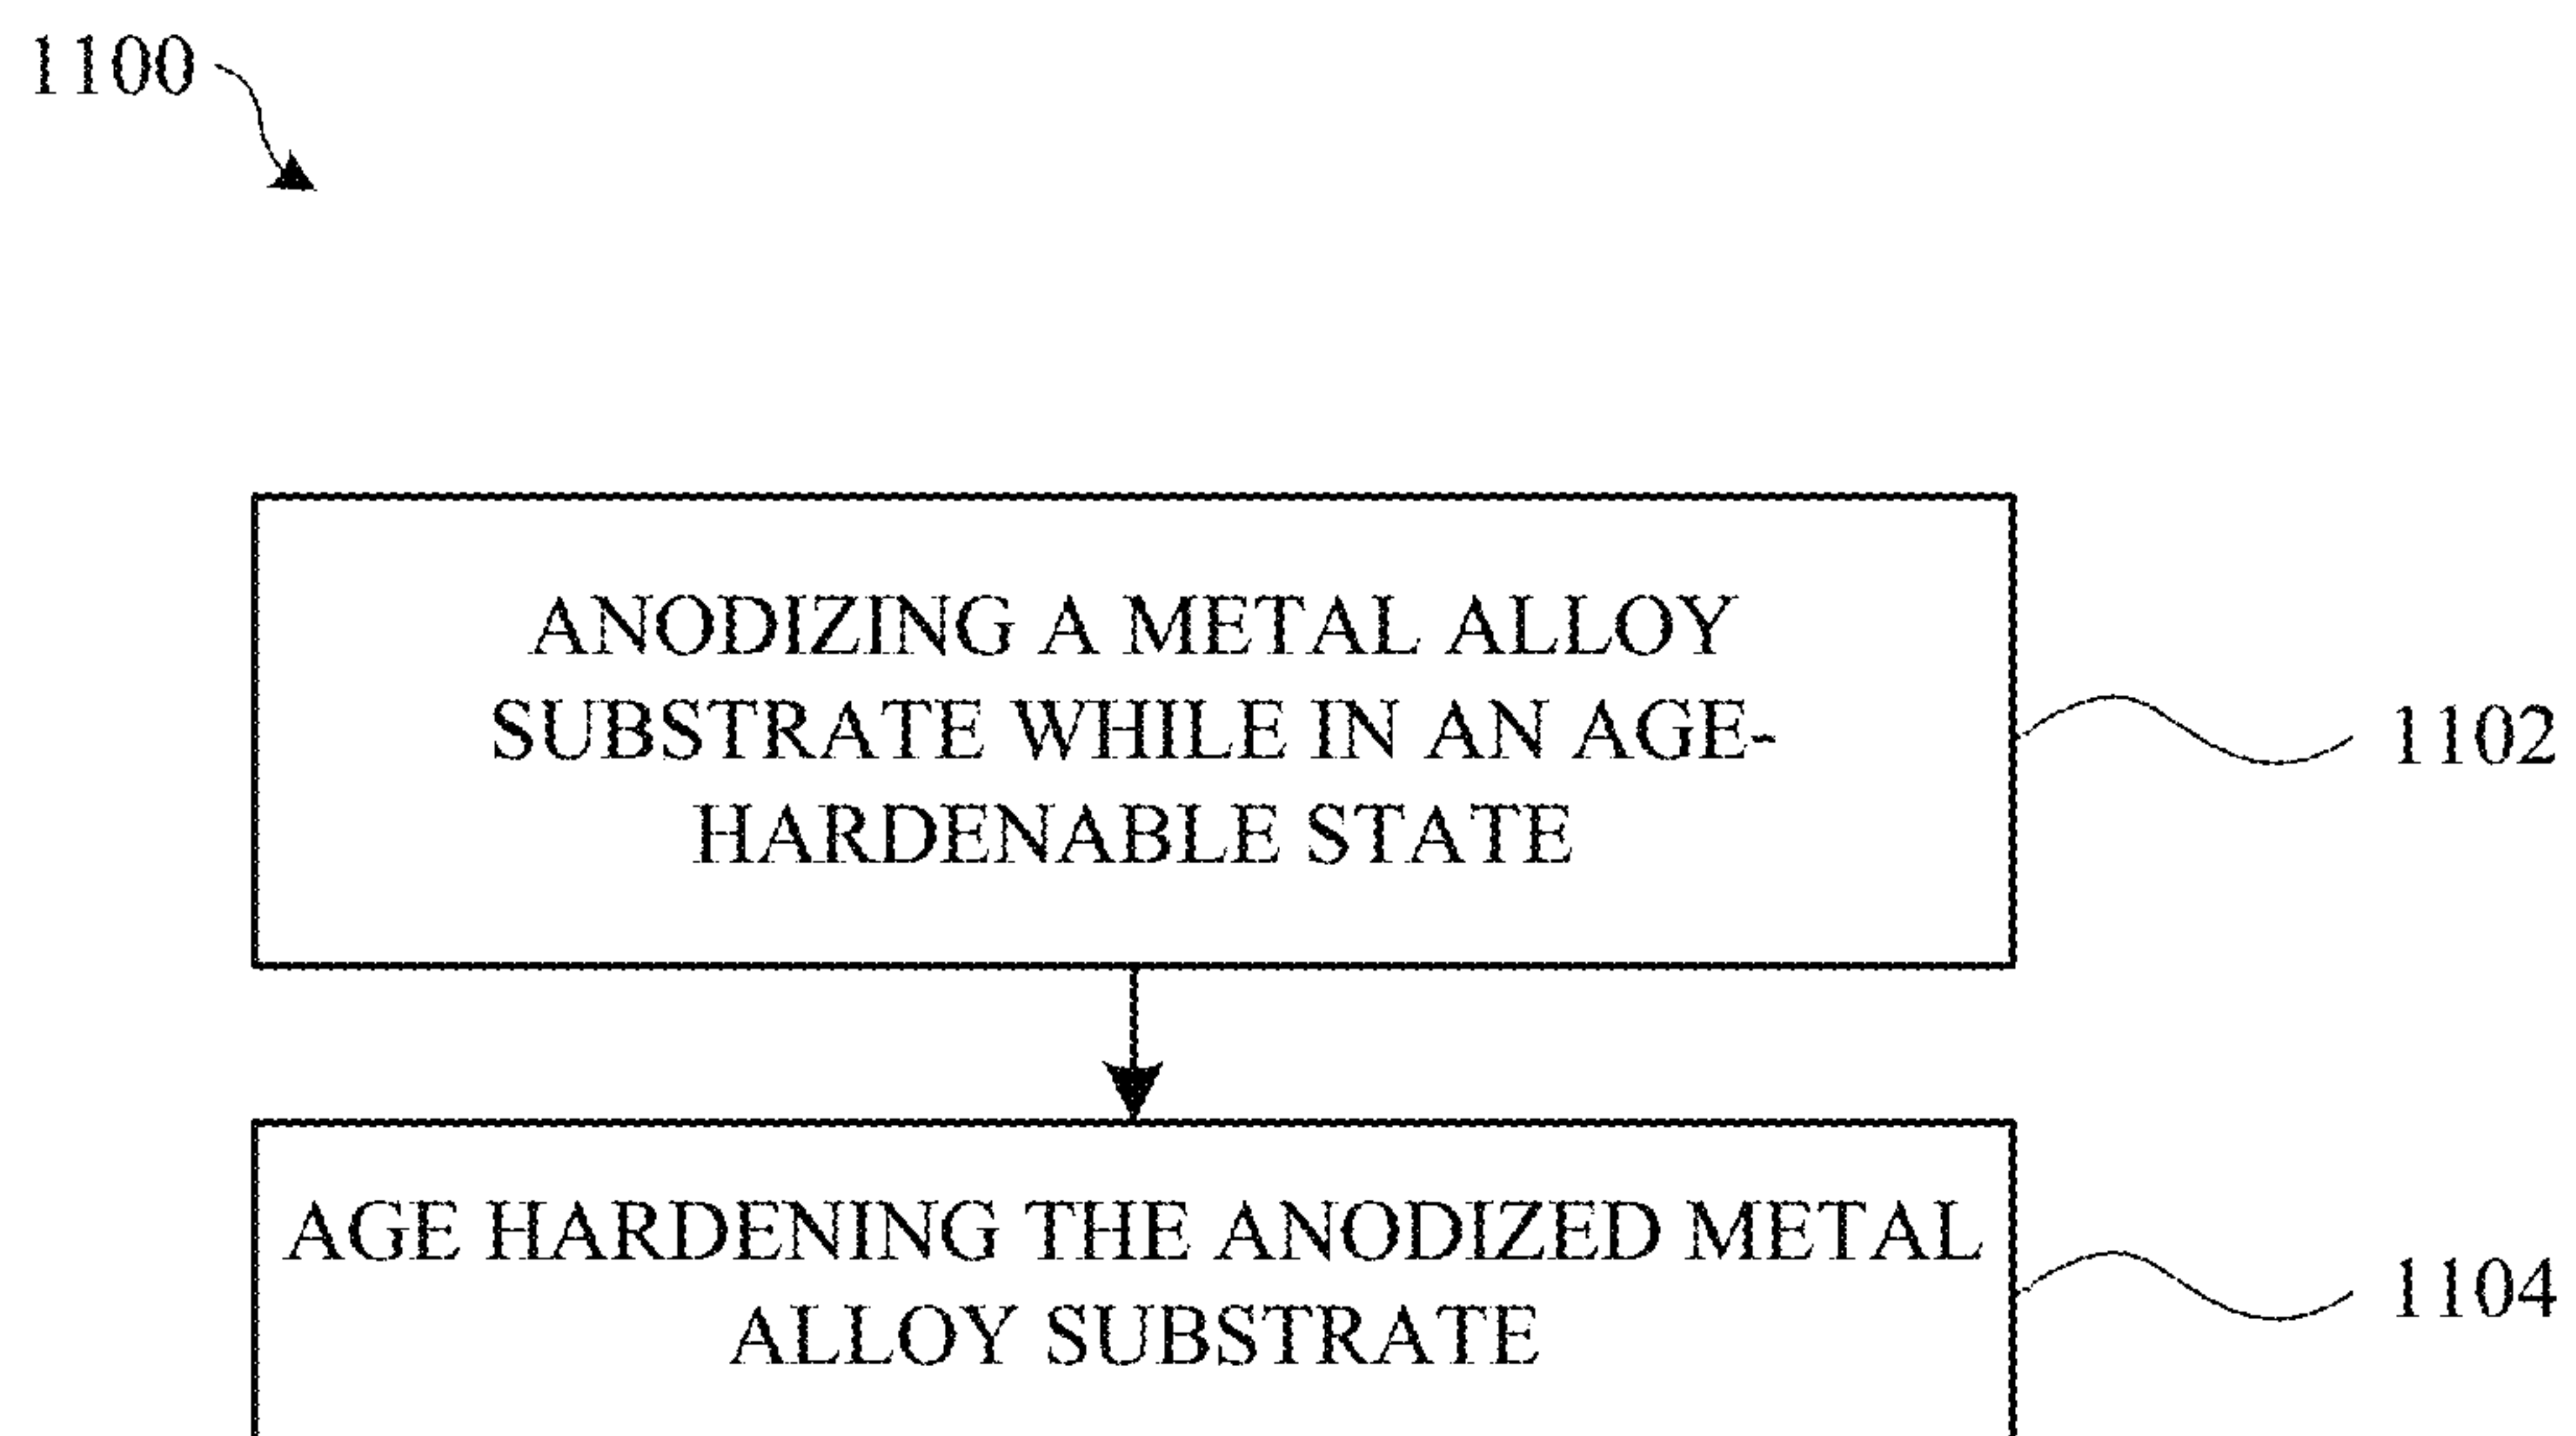 1100
ANODIZING A METAL ALLOY
SUBSTRATE WHILE IN AN AGE-
HARDENABLE STATE
1102
AGE HARDENING THE ANODIZED METAL
ALLOY SUBSTRATE
1104